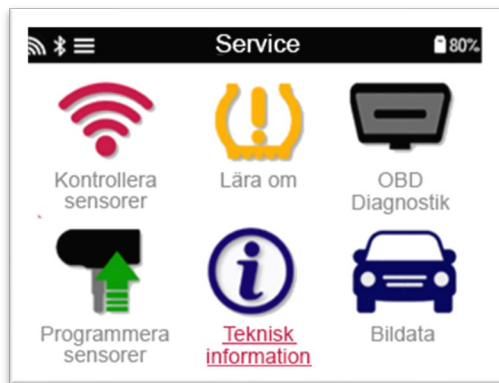 Service
80%
Kontrollera
sensorer
Lära om
OBD
Diagnostik
Programmera
sensorer
Teknisk
information
Bildata